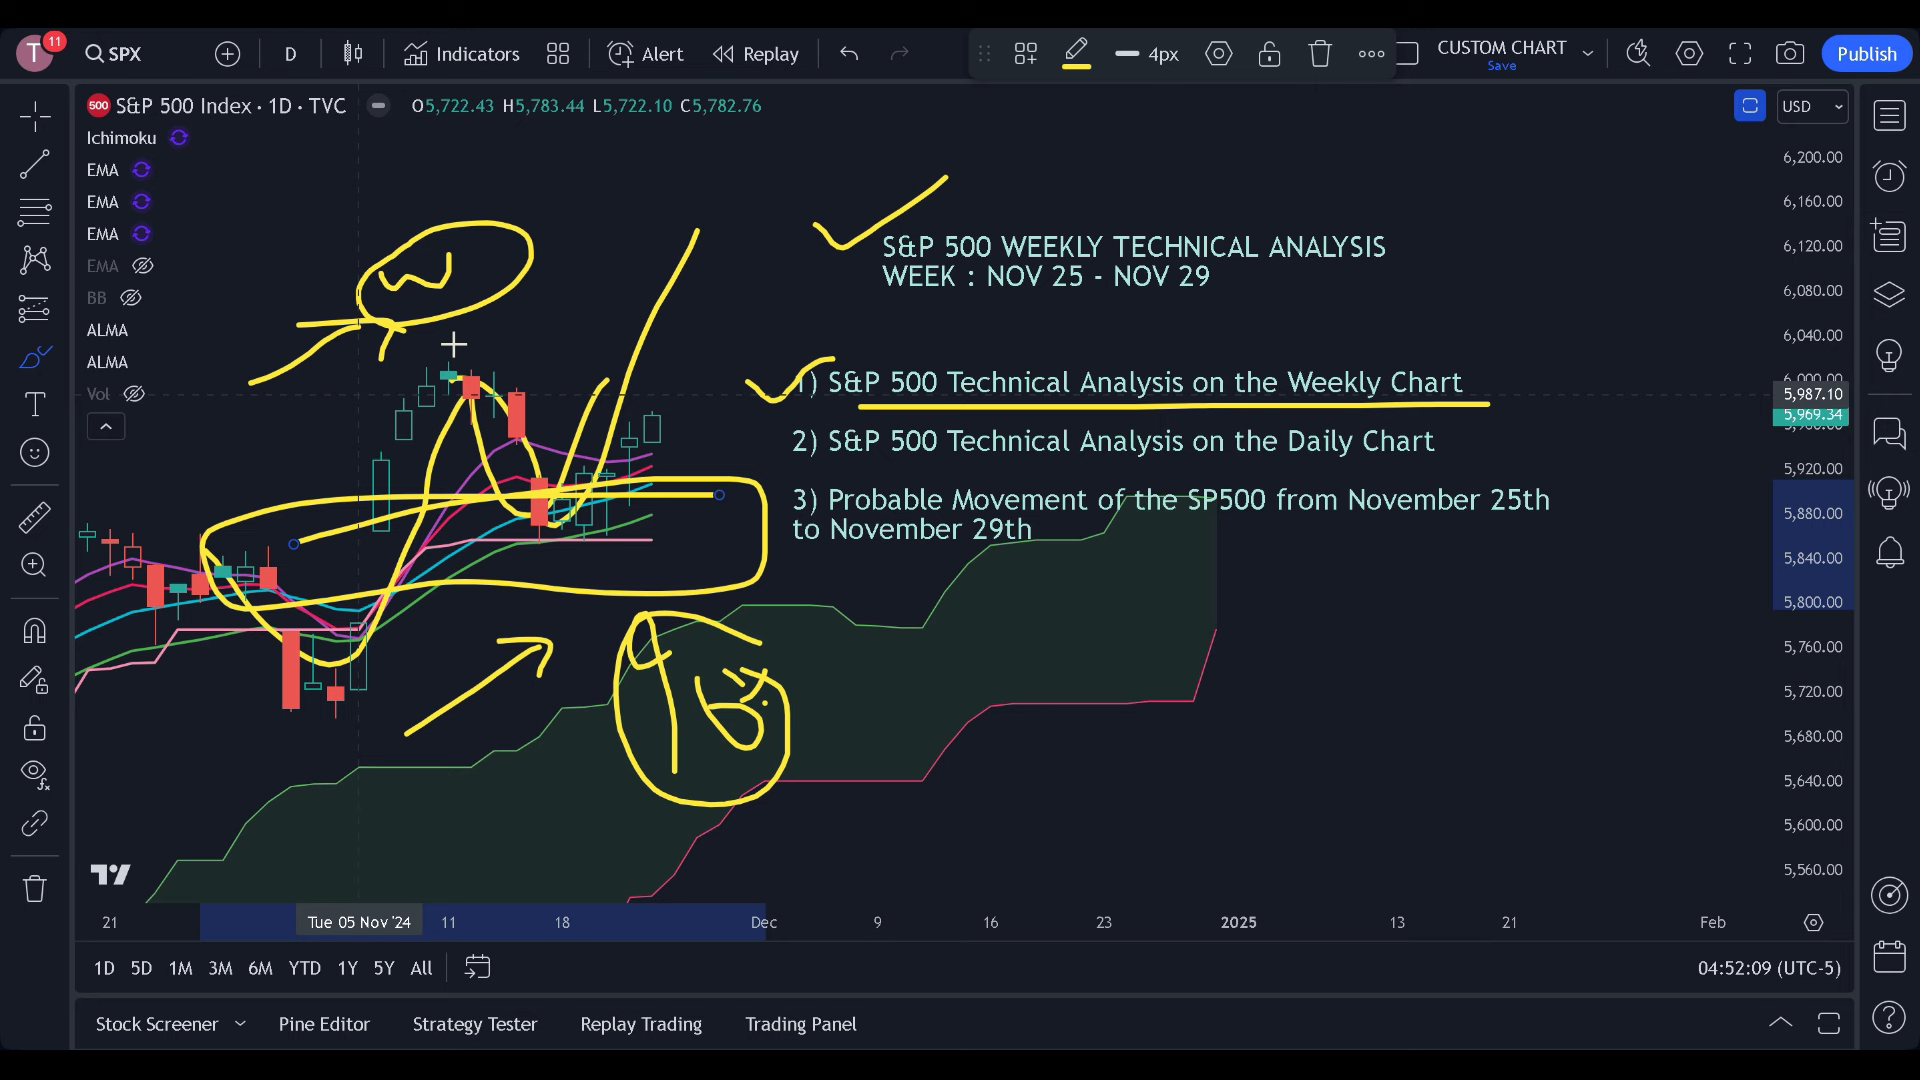 T
11
SPX
D
Indicators
Alert
Replay
4px
CUSTOM CHART
Save
Publish
500 S&P 500 Index · 1D · TVC
O5,722.43 H5,783.44 L5,722.10 C5,782.76
USD
Ichimoku
EMA
EMA
EMA
EMA
BB
ALMA
ALMA
Vol
S&P 500 WEEKLY TECHNICAL ANALYSIS
WEEK : NOV 25 - NOV 29
1) S&P 500 Technical Analysis on the Weekly Chart
2) S&P 500 Technical Analysis on the Daily Chart
3) Probable Movement of the SP500 from November 25th
to November 29th
6,200.00
6,160.00
6,120.00
6,080.00
6,040.00
6,000.00
5,987.10
5,969.34
5,920.00
5,880.00
5,840.00
5,800.00
5,760.00
5,720.00
5,680.00
5,640.00
5,600.00
5,560.00
21
Tue 05 Nov '24
11
18
Dec
9
16
23
2025
13
21
Feb
1D 5D 1M 3M 6M YTD 1Y 5Y All
04:52:09 (UTC-5)
Stock Screener
Pine Editor
Strategy Tester
Replay Trading
Trading Panel